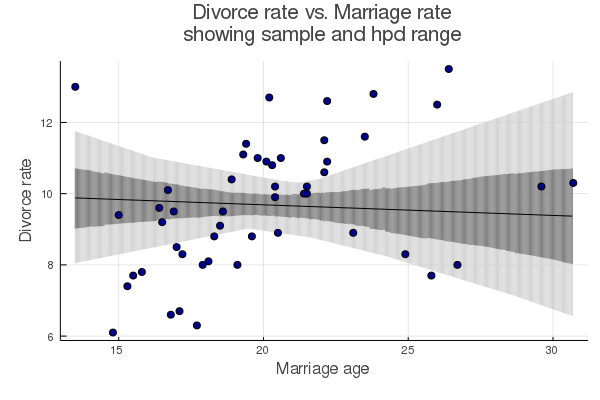 Divorce rate vs. Marriage rate
showing sample and hpd range
Divorce rate
12
10
8
6
15
20
25
30
Marriage age